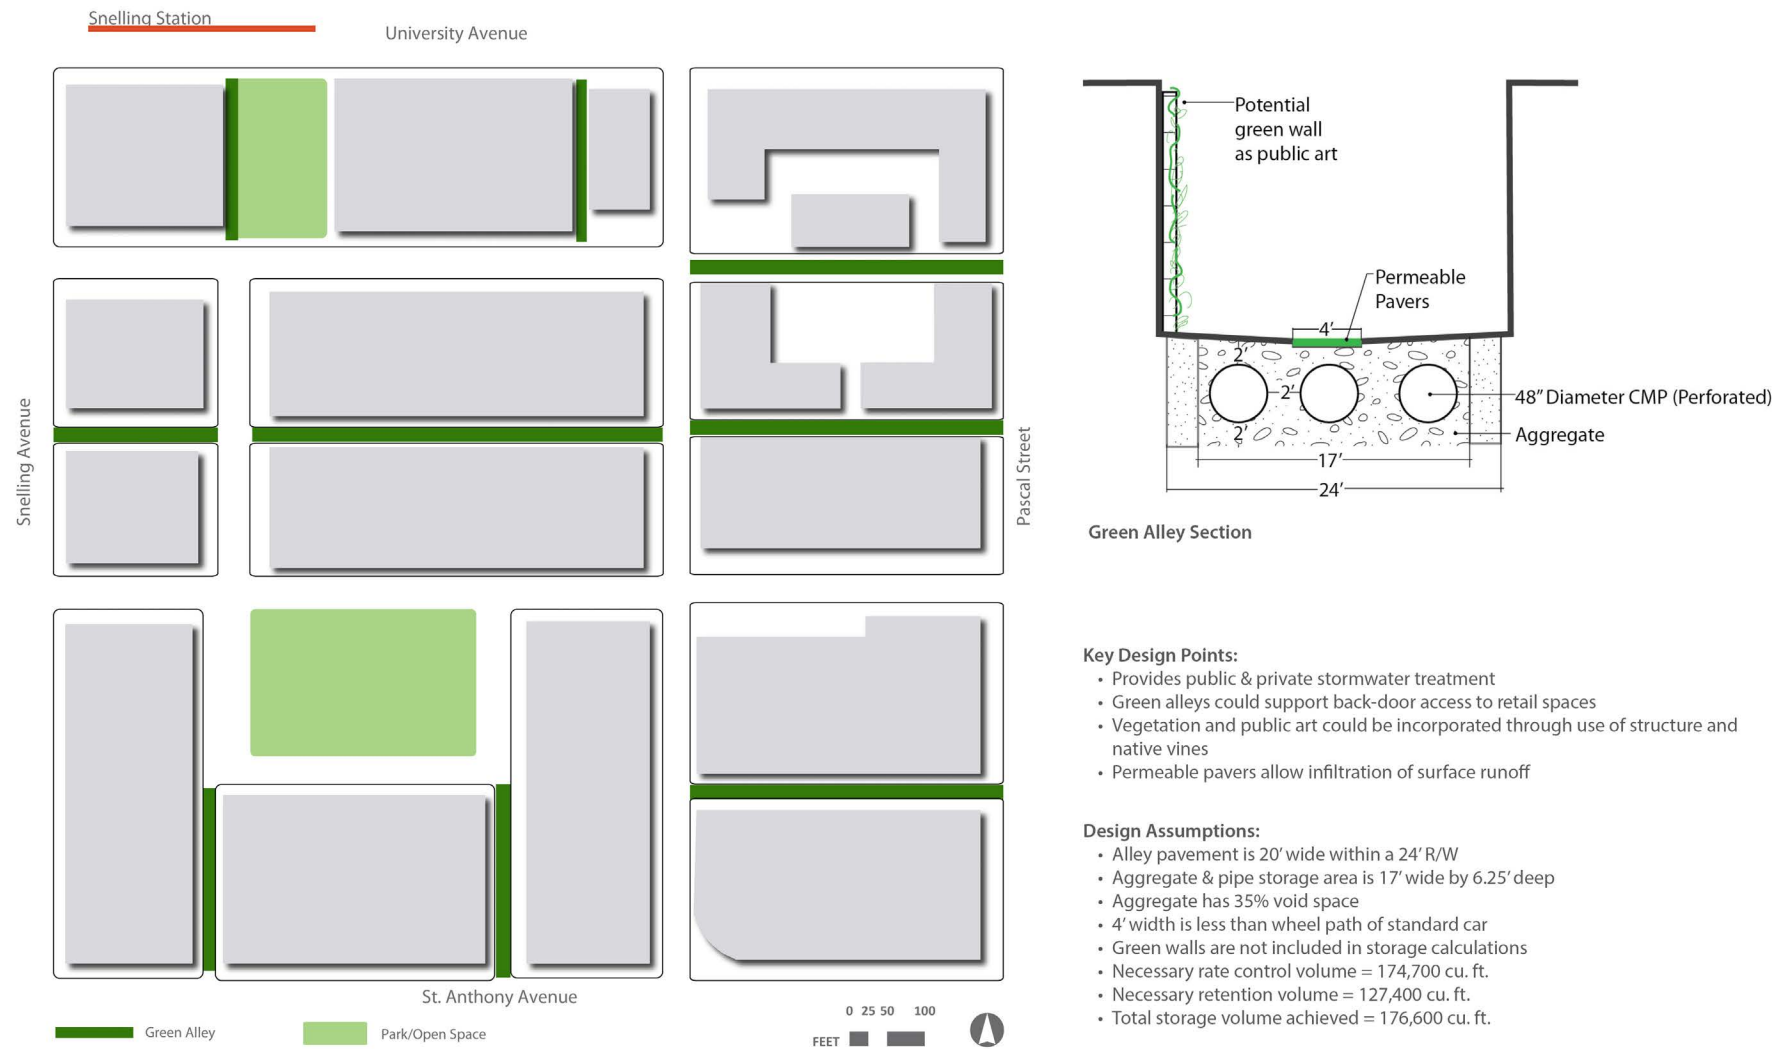 Snelling Station
University Avenue
Snelling Avenue
Pascal Street
St. Anthony Avenue
Green Alley
Park/Open Space
0 25 50 100
FEET
Potential
green wall
as public art
Permeable
Pavers
4'
2'
2'
2'
48" Diameter CMP (Perforated)
Aggregate
17'
24'
Green Alley Section
Key Design Points:
• Provides public & private stormwater treatment
• Green alleys could support back-door access to retail spaces
• Vegetation and public art could be incorporated through use of structure and
native vines
• Permeable pavers allow infiltration of surface runoff
Design Assumptions:
• Alley pavement is 20' wide within a 24' R/W
• Aggregate & pipe storage area is 17' wide by 6.25' deep
• Aggregate has 35% void space
• 4' width is less than wheel path of standard car
• Green walls are not included in storage calculations
• Necessary rate control volume = 174,700 cu. ft.
• Necessary retention volume = 127,400 cu. ft.
• Total storage volume achieved = 176,600 cu. ft.